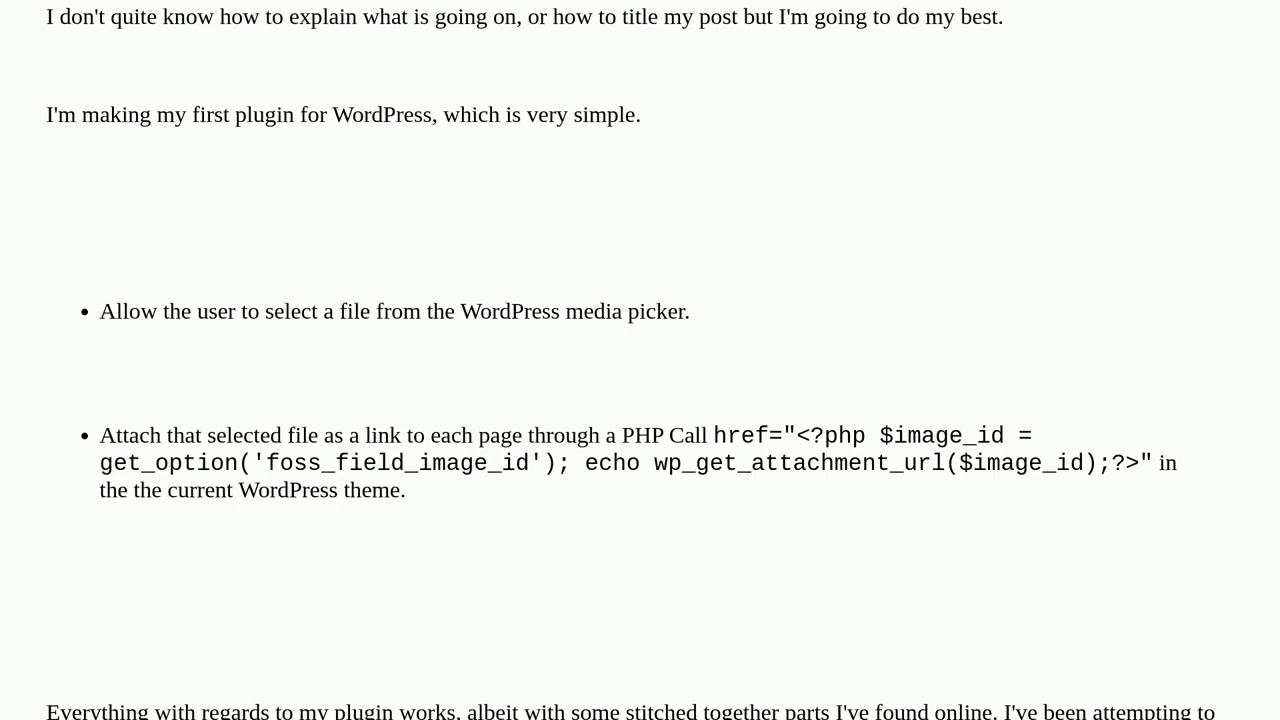 I don't quite know how to explain what is going on, or how to title my post but I'm going to do my best.
I'm making my first plugin for WordPress, which is very simple.
• Allow the user to select a file from the WordPress media picker.
• Attach that selected file as a link to each page through a PHP Call href="<?php $image_id =
get_option('foss_field_image_id'); echo wp_get_attachment_url($image_id);?>" in
the the current WordPress theme.
Everything with regards to my plugin works, albeit with some stitched together parts I've found online. I've been attempting to